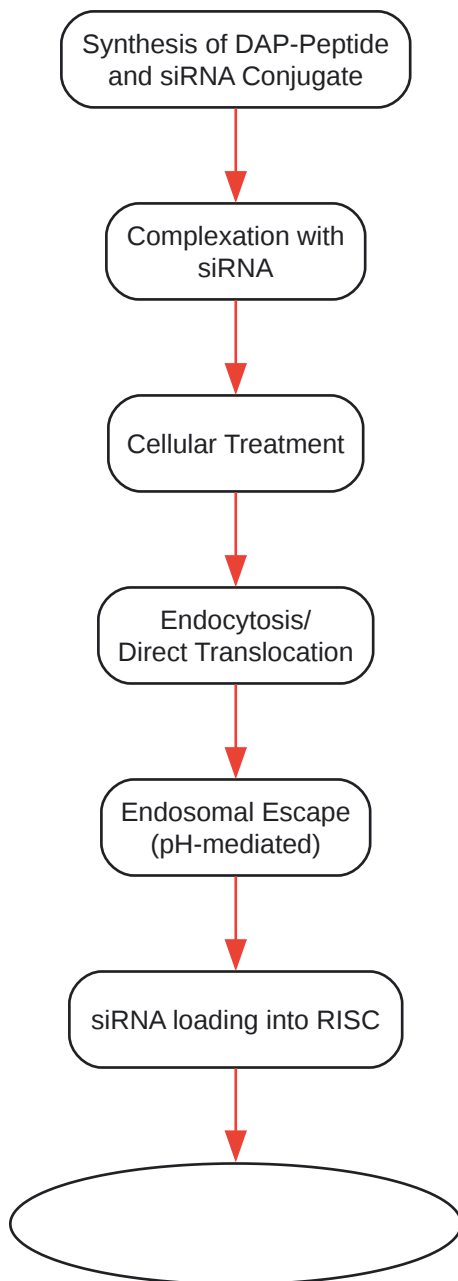 Synthesis of DAP-Peptide
and siRNA Conjugate
Complexation with
siRNA
Cellular Treatment
Endocytosis/
Direct Translocation
Endosomal Escape
(pH-mediated)
siRNA loading into RISC